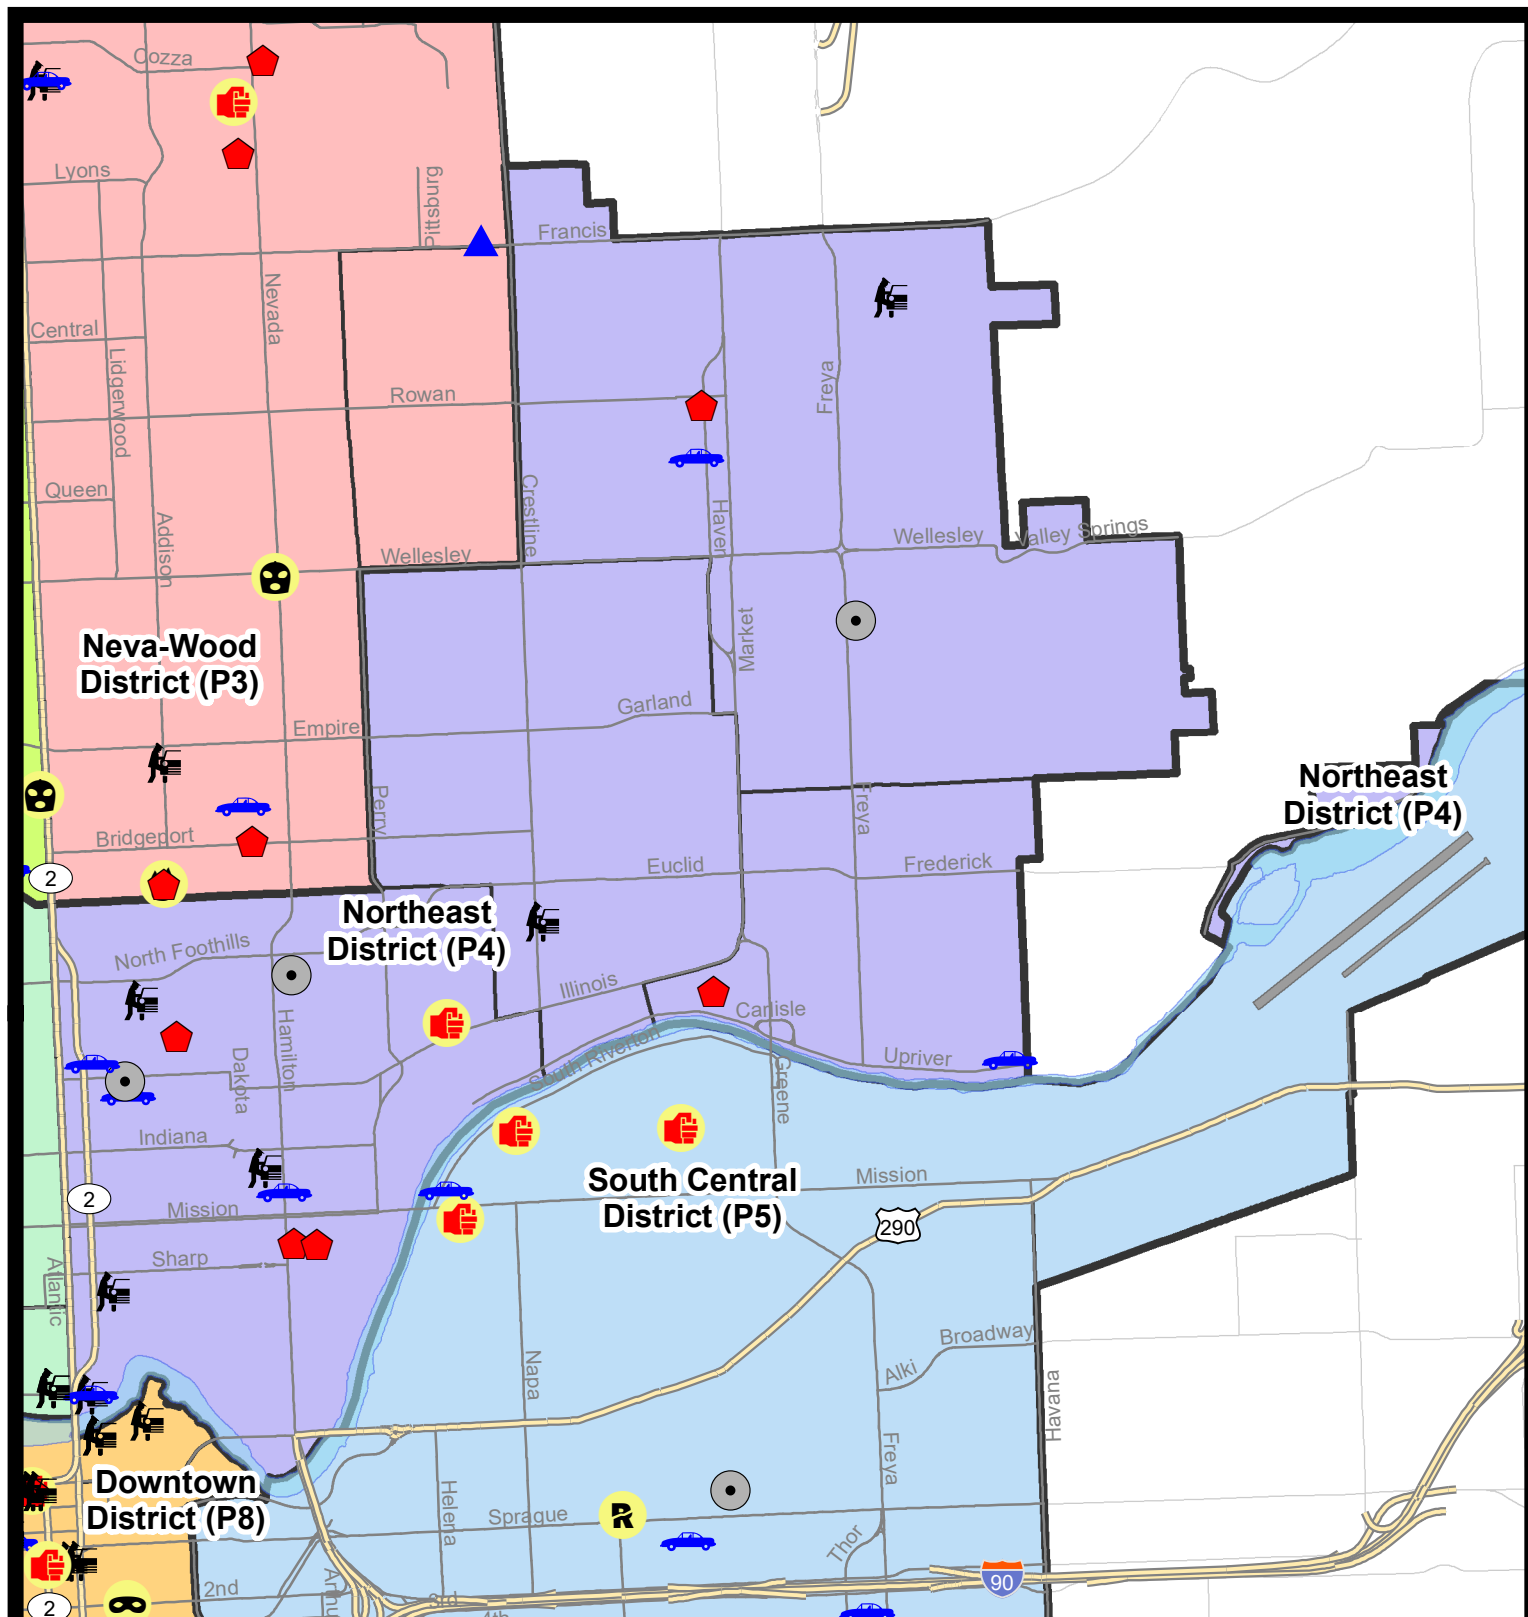 Cozza
Lyons
Pittsburg
Francis
Nevada
Central
Lidgerwood
Rowan
Freya
Queen
Addison
Crestline
Haven
Wellesley
Wellesley
Valley Springs
Neva-Wood
District (P3)
Market
Garland
Empire
Northeast
District (P4)
Perry
Freya
Bridgeport
Euclid
Frederick
2
Northeast
District (P4)
North Foothills
Illinois
Carlisle
Hamilton
Dakota
South Riverton
Upriver
Greene
Indiana
South Central
District (P5)
Mission
2
Mission
290
Sharp
Atlantic
Broadway
Napa
Alki
Havana
Freya
Downtown
District (P8)
Helena
Sprague
R
Thor
90
2nd
3rd
4th
2